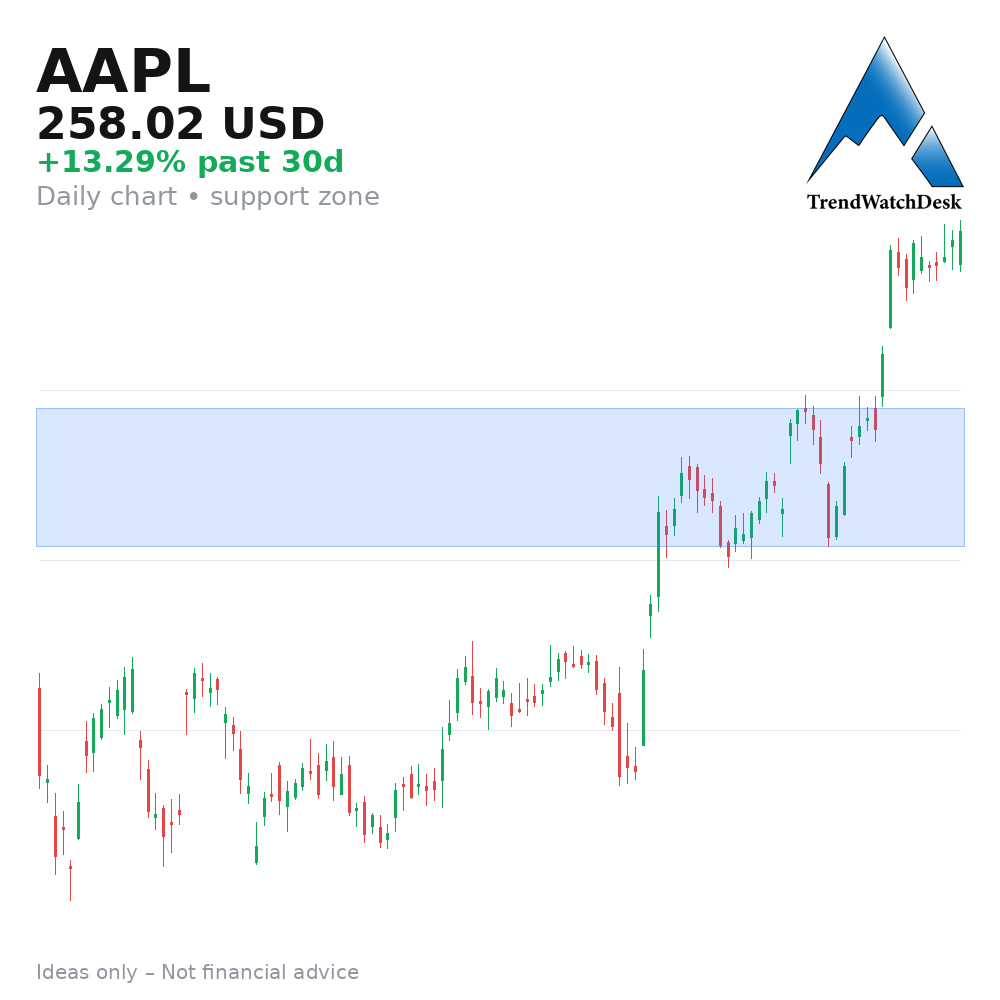 AAPL
258.02 USD
+13.29% past 30d
Daily chart • support zone
TrendWatchDesk
Ideas only – Not financial advice